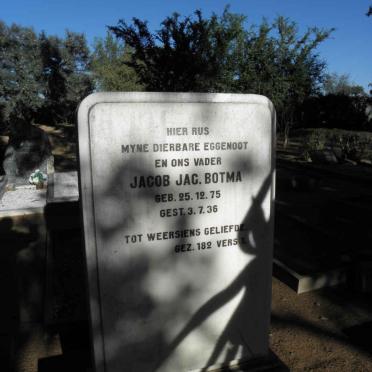 HIER RUS
MYNE DIERBARE EGGENOOT
EN ONS VADER
JACOB JAC. BOTMA
GEB. 25.12.75
GEST. 3.7.36
TOT WEERSIENS GELIEFDE.
GEZ. 182 VERS